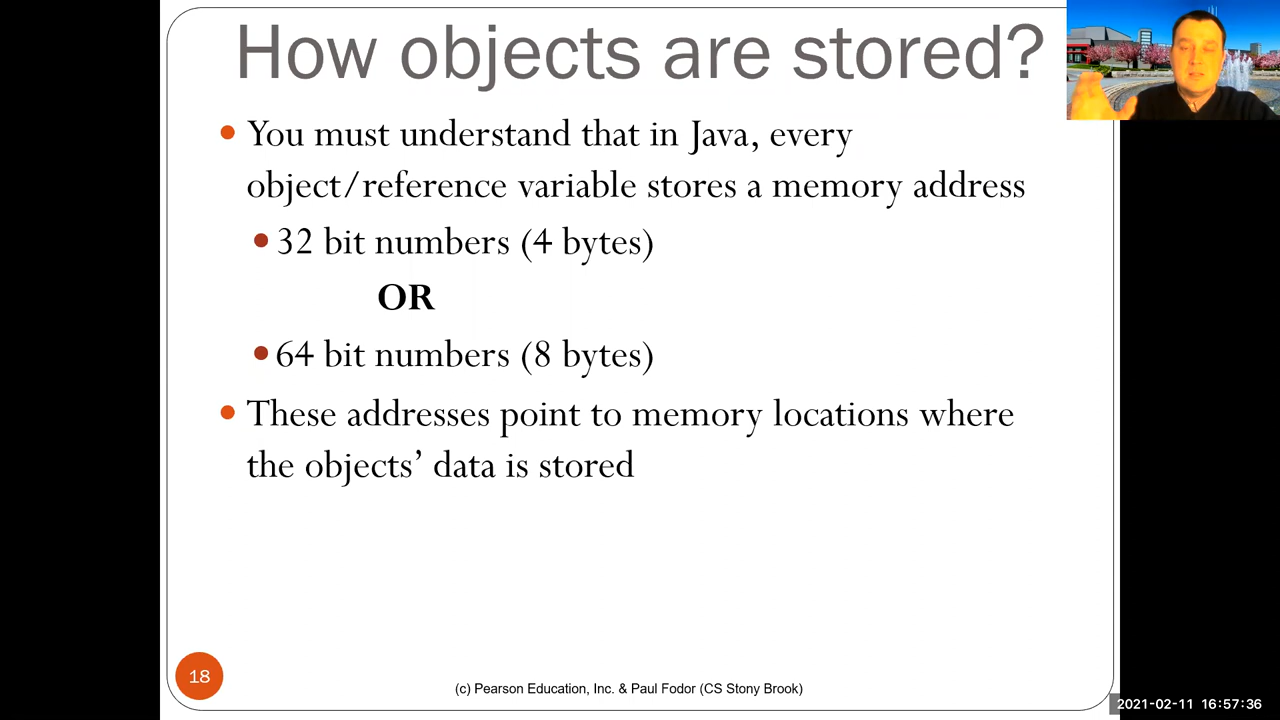 How objects are stored?
• You must understand that in Java, every
object/reference variable stores a memory address
• 32 bit numbers (4 bytes)
OR
• 64 bit numbers (8 bytes)
• These addresses point to memory locations where
the objects’ data is stored
18
(c) Pearson Education, Inc. & Paul Fodor (CS Stony Brook)
2021-02-11 16:57:36